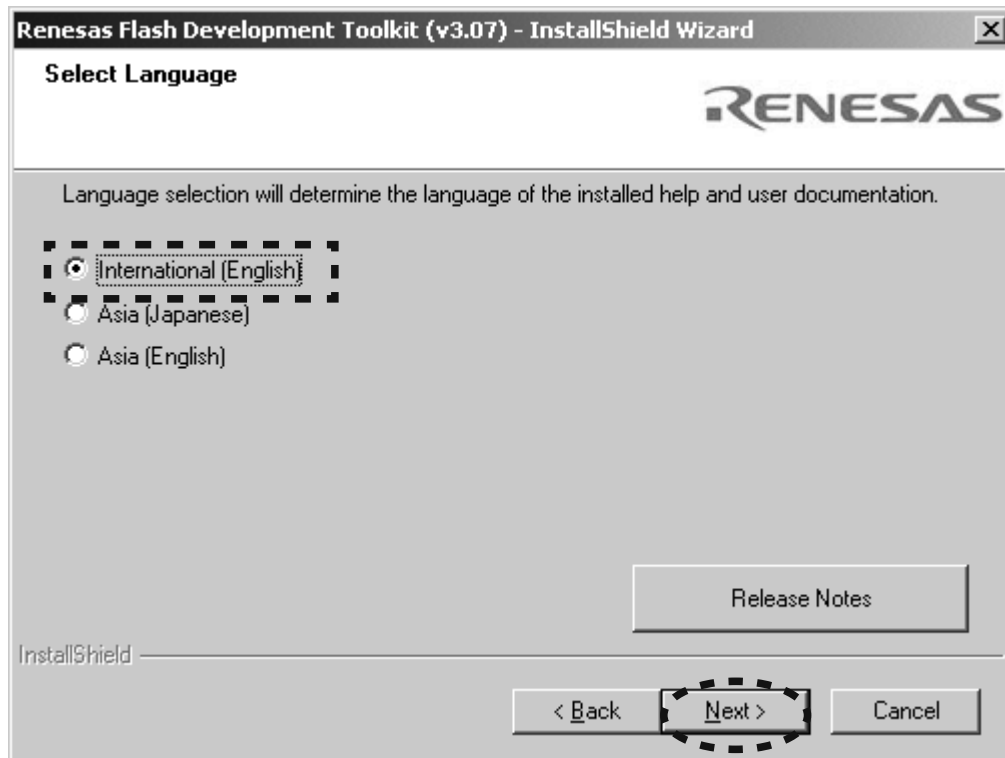 Renesas Flash Development Toolkit (v3.07) - InstallShield Wizard
Select Language
RENESAS
Language selection will determine the language of the installed help and user documentation.
International (English)
Asia (Japanese)
Asia (English)
Release Notes
InstallShield
< Back Next > Cancel